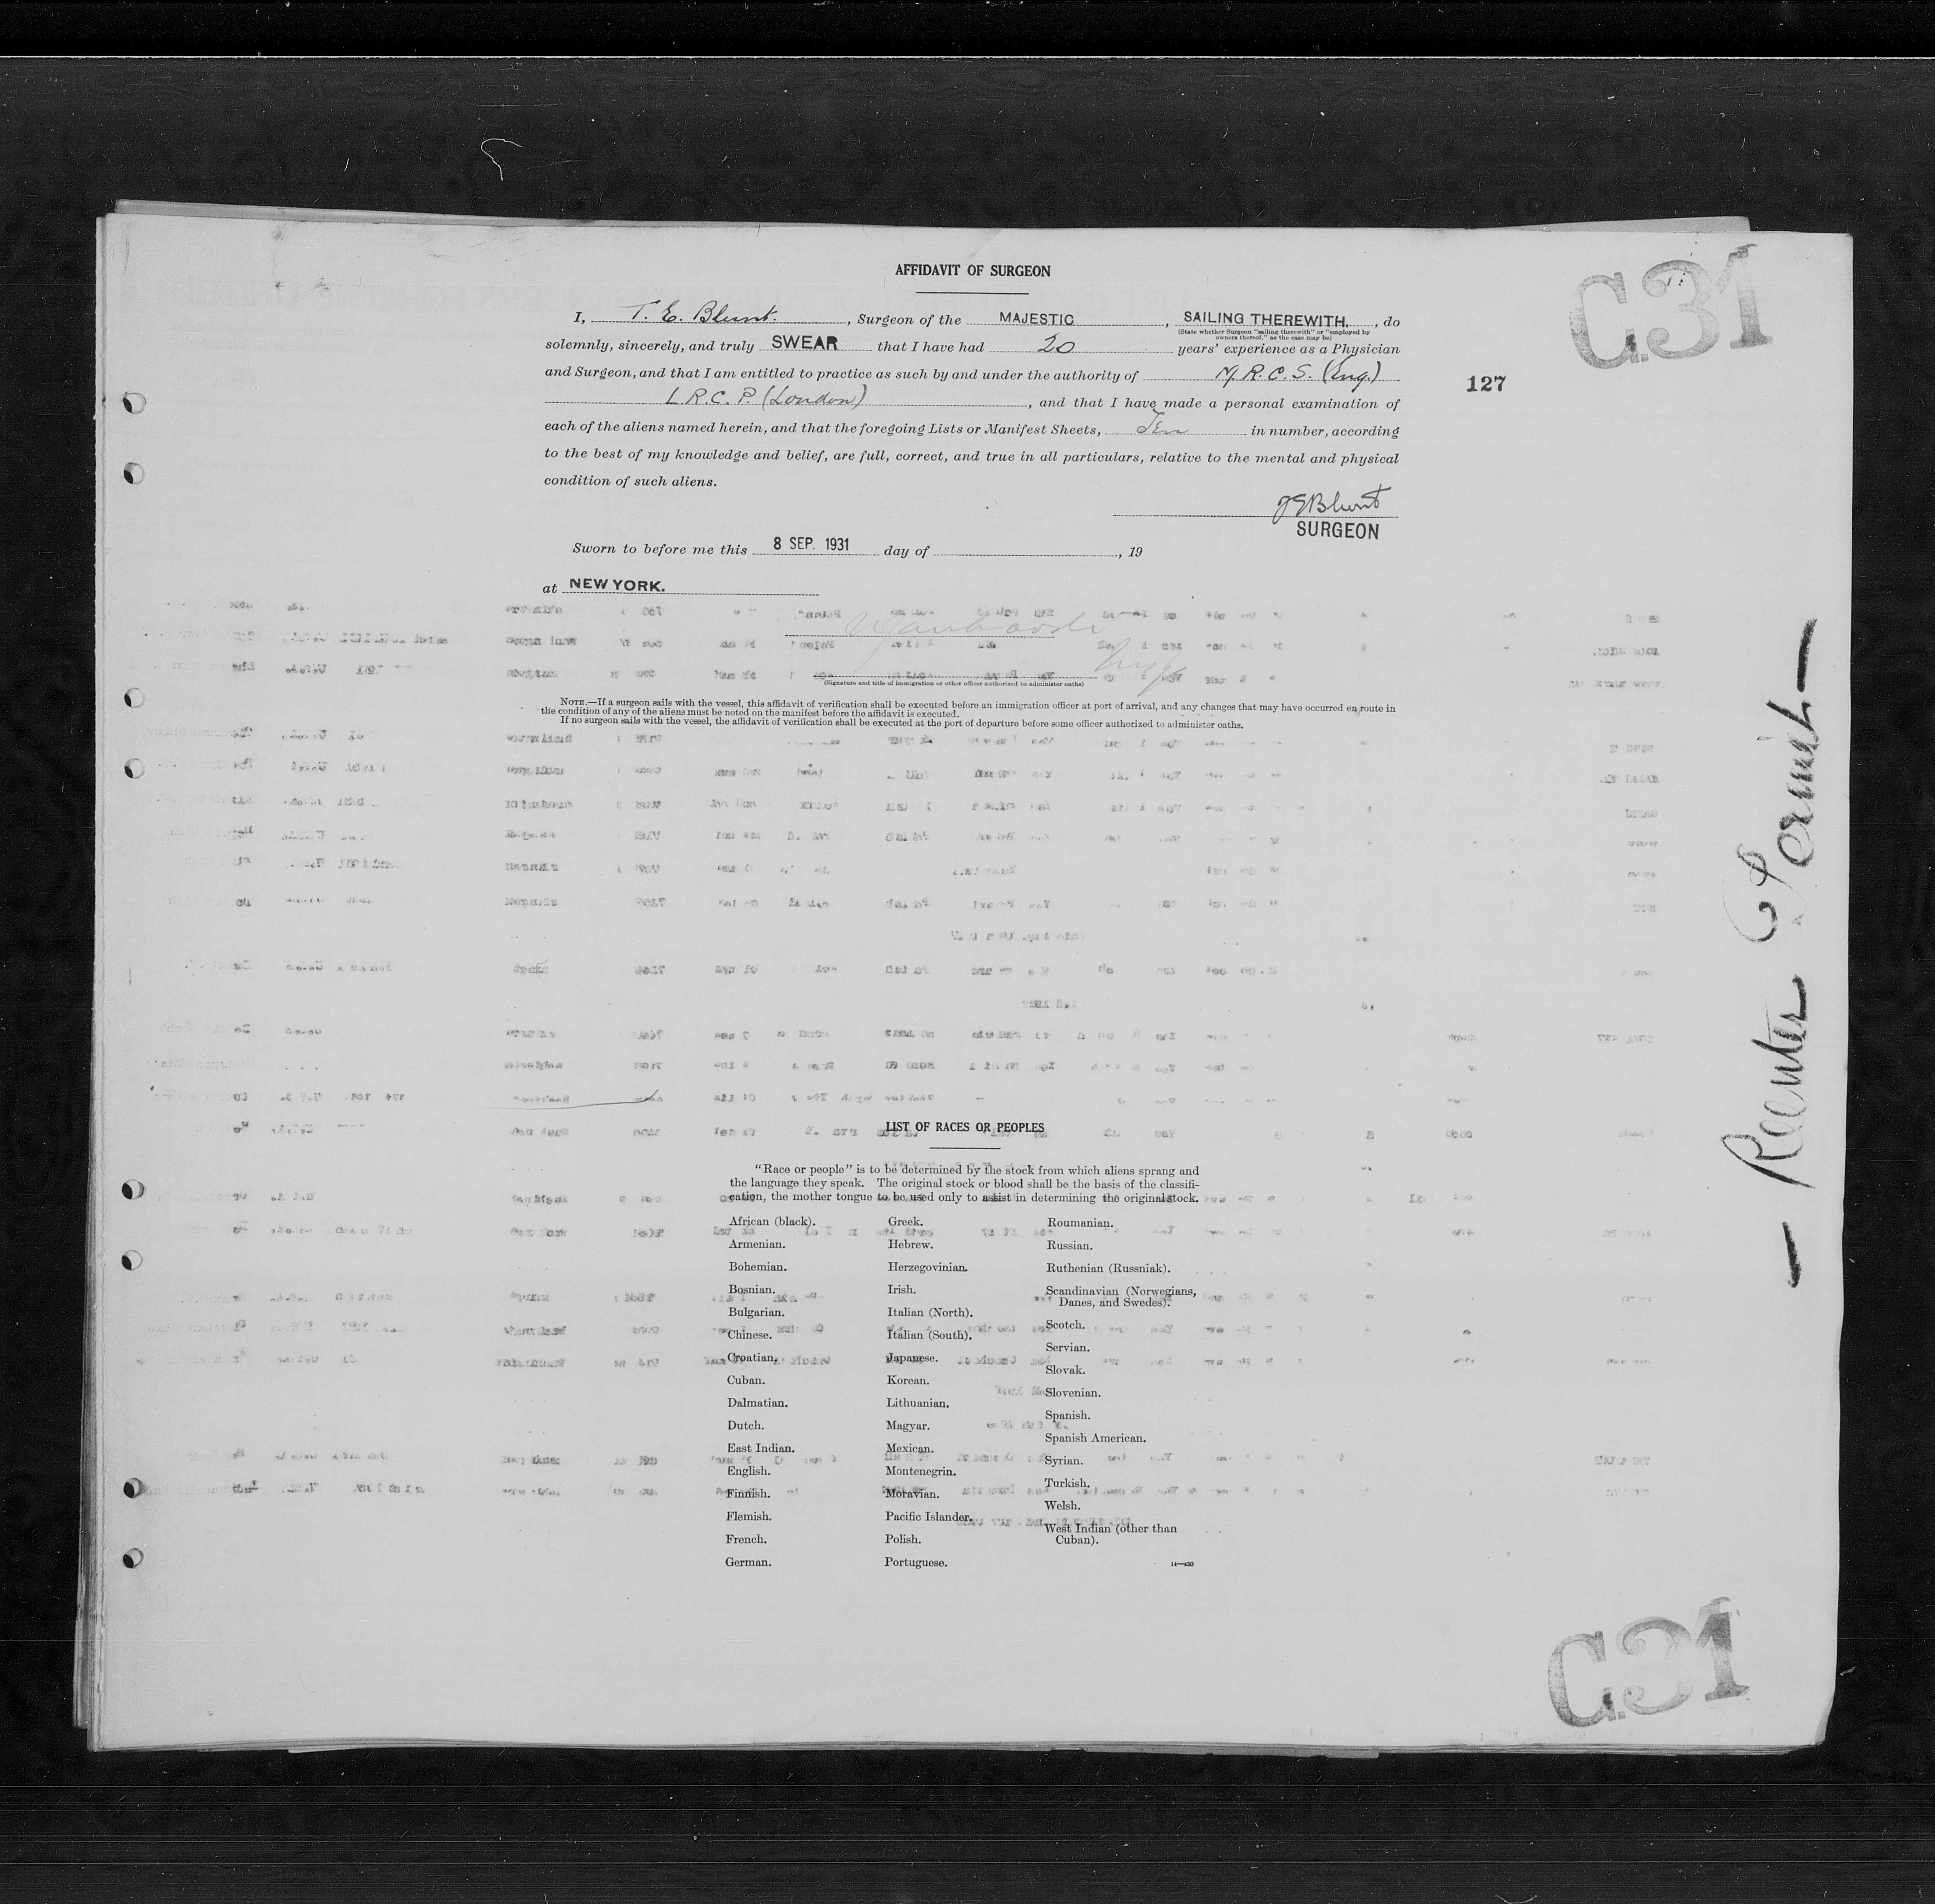 AFFIDAVIT OF SURGEON
C.31
I, T. E. Blunt. , Surgeon of the MAJESTIC , SAILING THEREWITH. , do
(State whether Surgeon "sailing therewith" or "employed by
owners thereof," as the case may be)
solemnly, sincerely, and truly SWEAR that I have had 20 years' experience as a Physician
and Surgeon, and that I am entitled to practice as such by and under the authority of M.R.C.S. (Eng.)
127
L.R.C.P. (London) , and that I have made a personal examination of
each of the aliens named herein, and that the foregoing Lists or Manifest Sheets, Ten in number, according
to the best of my knowledge and belief, are full, correct, and true in all particulars, relative to the mental and physical
condition of such aliens.
T E Blunt
SURGEON
Sworn to before me this 8 SEP. 1931 day of , 19
at NEW YORK.
(Signature and title of immigration or other officer authorized to administer oaths)
NOTE.—If a surgeon sails with the vessel, this affidavit of verification shall be executed before an immigration officer at port of arrival, and any changes that may have occurred en route in
the condition of any of the aliens must be noted on the manifest before the affidavit is executed.
If no surgeon sails with the vessel, the affidavit of verification shall be executed at the port of departure before some officer authorized to administer oaths.
— Reenter Permit —
LIST OF RACES OR PEOPLES
"Race or people" is to be determined by the stock from which aliens sprang and
the language they speak. The original stock or blood shall be the basis of the classifi-
cation, the mother tongue to be used only to assist in determining the original stock.
African (black).
Armenian.
Bohemian.
Bosnian.
Bulgarian.
Chinese.
Croatian.
Cuban.
Dalmatian.
Dutch.
East Indian.
English.
Finnish.
Flemish.
French.
German.
Greek.
Hebrew.
Herzegovinian.
Irish.
Italian (North).
Italian (South).
Japanese.
Korean.
Lithuanian.
Magyar.
Mexican.
Montenegrin.
Moravian.
Pacific Islander.
Polish.
Portuguese.
Roumanian.
Russian.
Ruthenian (Russniak).
Scandinavian (Norwegians,
Danes, and Swedes).
Scotch.
Servian.
Slovak.
Slovenian.
Spanish.
Spanish American.
Syrian.
Turkish.
Welsh.
West Indian (other than
Cuban).
14—430
C.31